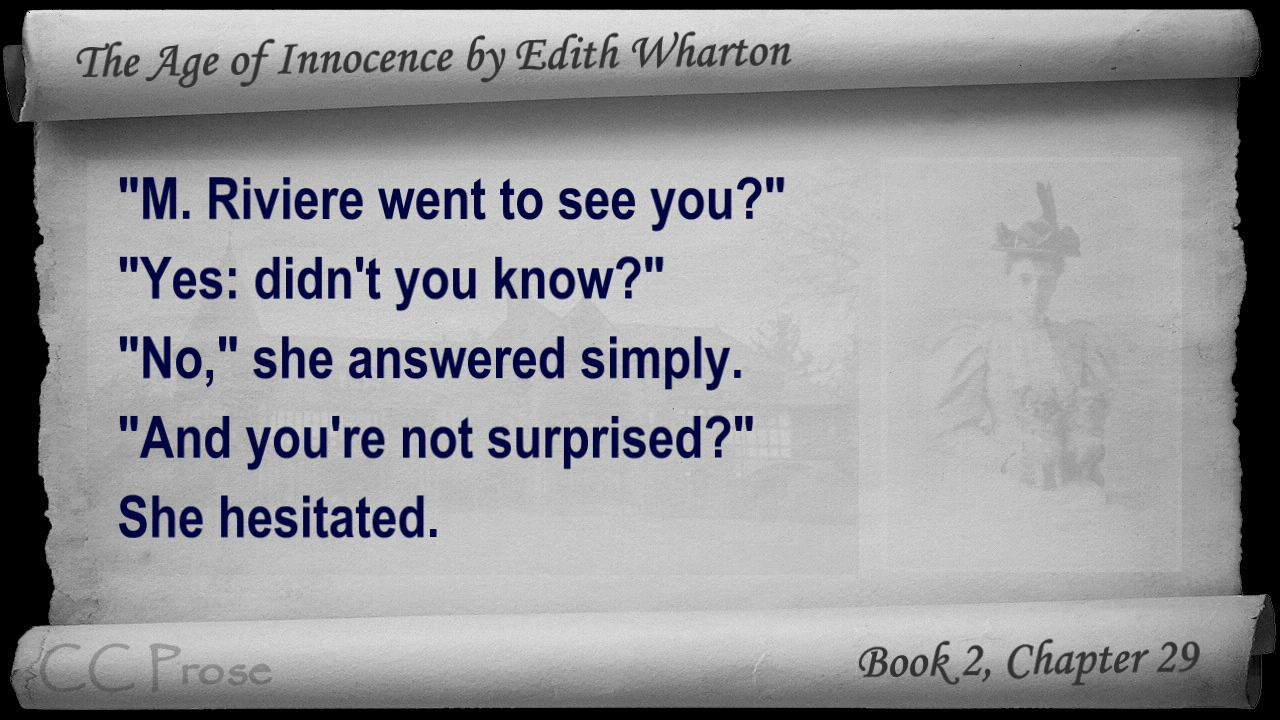 The Age of Innocence by Edith Wharton
"M. Riviere went to see you?"
"Yes: didn't you know?"
"No," she answered simply.
"And you're not surprised?"
She hesitated.
CC Prose
Book 2, Chapter 29